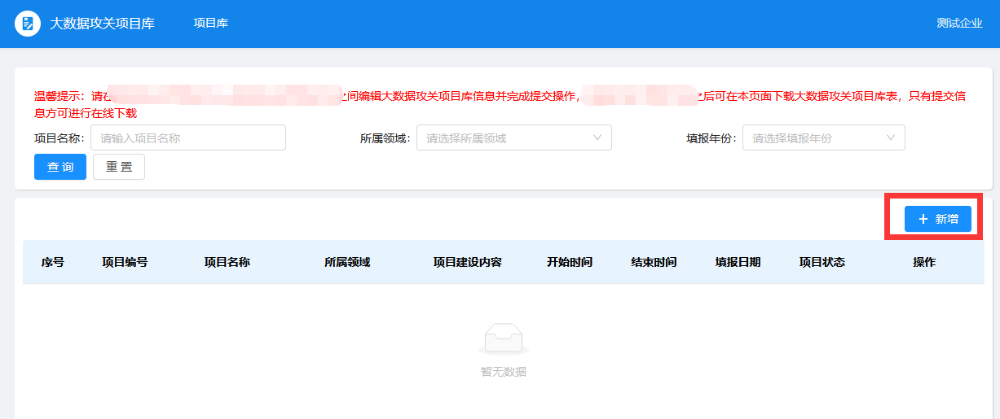 大数据攻关项目库 项目库 测试企业
温馨提示：请在 之间编辑大数据攻关项目库信息并完成提交操作， 之后可在本页面下载大数据攻关项目库表，只有提交信
息方可进行在线下载
项目名称： 请输入项目名称 所属领域： 请选择所属领域 填报年份： 请选择填报年份
查 询 重 置
+ 新增
序号 项目编号 项目名称 所属领域 项目建设内容 开始时间 结束时间 填报日期 项目状态 操作
暂无数据